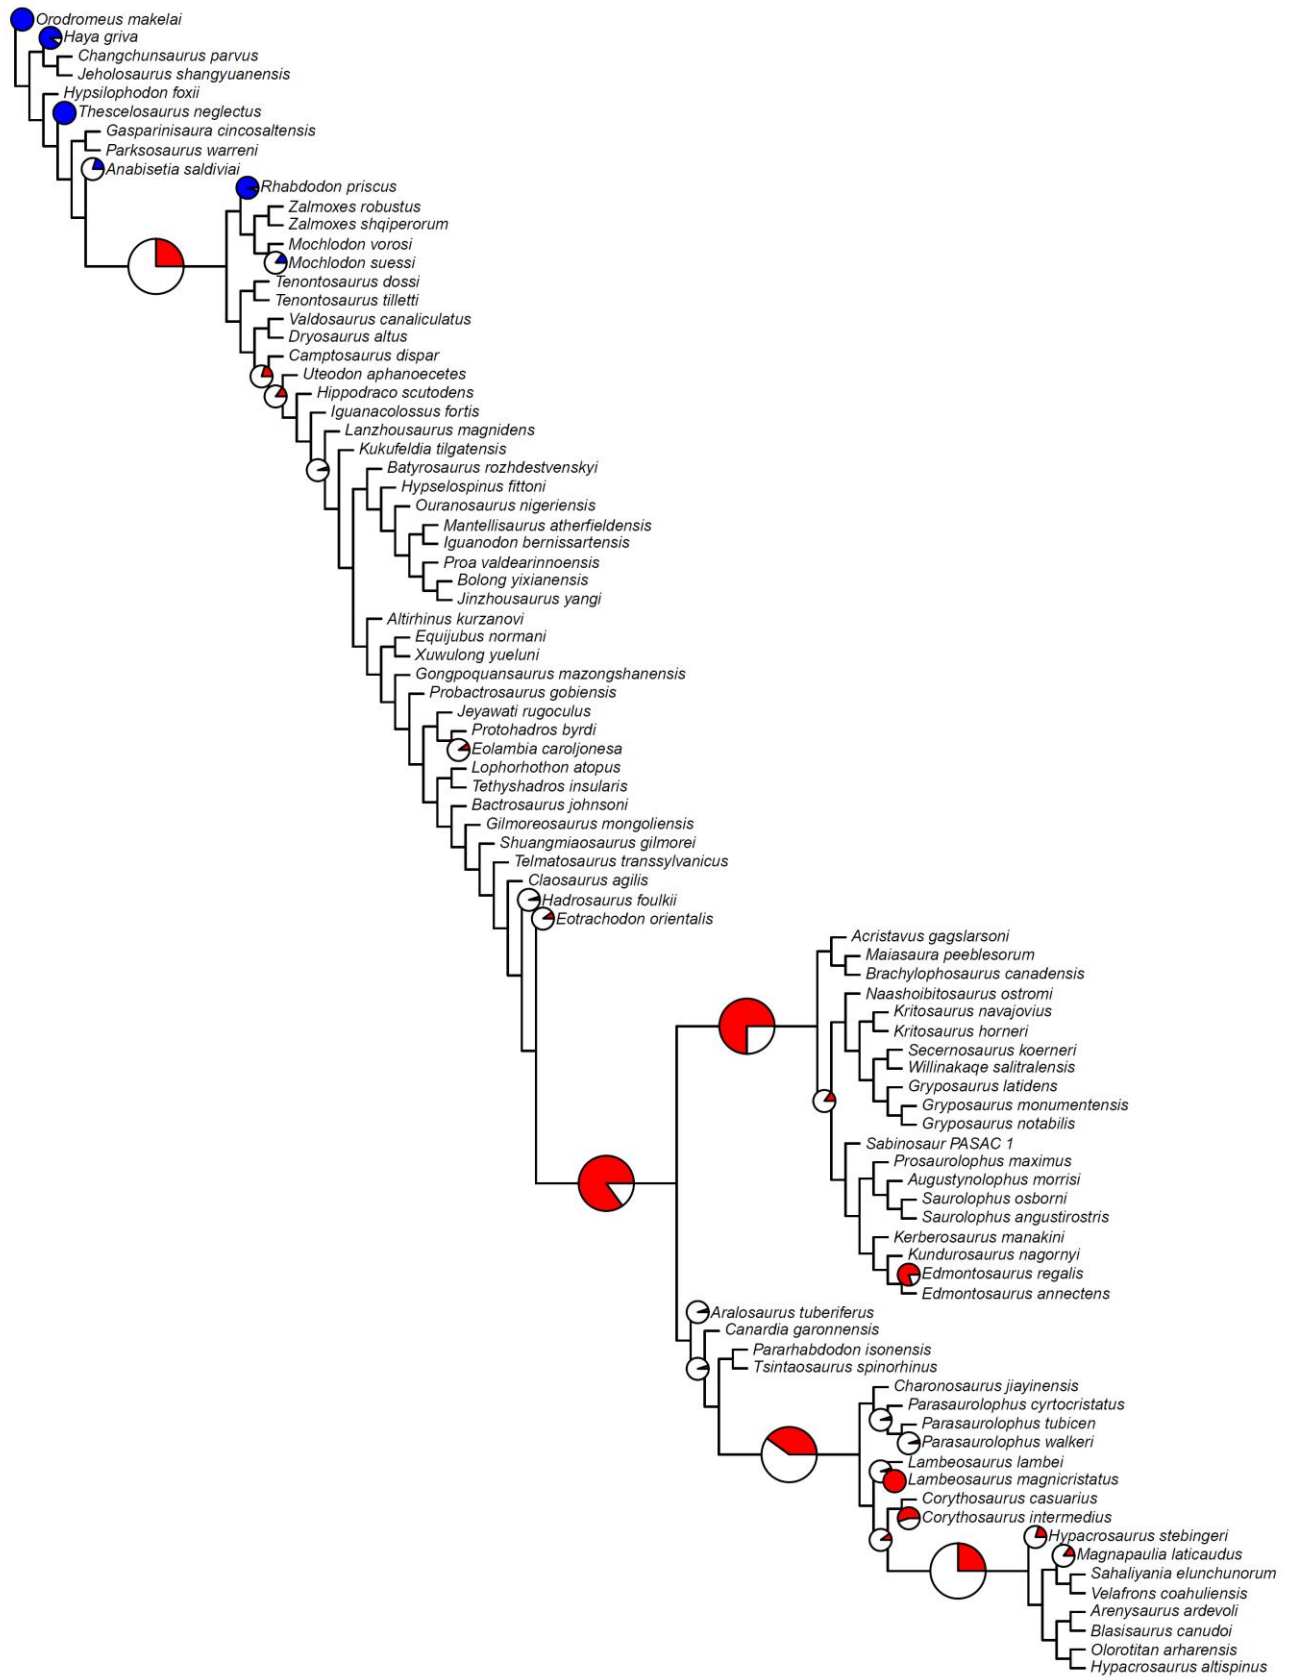 Orodromeus makelai
Haya griva
Changchunsaurus parvus
Jeholosaurus shangyuanensis
Hypsilophodon foxii
Thescelosaurus neglectus
Gasparinisaura cincosaltensis
Parksosaurus warreni
Anabisetia saldiviai
Rhabdodon priscus
Zalmoxes robustus
Zalmoxes shqiperorum
Mochlodon vorosi
Mochlodon suessi
Tenontosaurus dossi
Tenontosaurus tilletti
Valdosaurus canaliculatus
Dryosaurus altus
Camptosaurus dispar
Uteodon aphanoecetes
Hippodraco scutodens
Iguanacolossus fortis
Lanzhousaurus magnidens
Kukufeldia tilgatensis
Batyrosaurus rozhdestvenskyi
Hypselospinus fittoni
Ouranosaurus nigeriensis
Mantellisaurus atherfieldensis
Iguanodon bernissartensis
Proa valdearinnoensis
Bolong yixianensis
Jinzhousaurus yangi
Altirhinus kurzanovi
Equijubus normani
Xuwulong yueluni
Gongpoquansaurus mazongshanensis
Probactrosaurus gobiensis
Jeyawati rugoculus
Protohadros byrdi
Eolambia caroljonesa
Lophorhothon atopus
Tethyshadros insularis
Bactrosaurus johnsoni
Gilmoreosaurus mongoliensis
Shuangmiaosaurus gilmorei
Telmatosaurus transsylvanicus
Claosaurus agilis
Hadrosaurus foulkii
Eotrachodon orientalis
Acristavus gagslarsoni
Maiasaura peeblesorum
Brachylophosaurus canadensis
Naashoibitosaurus ostromi
Kritosaurus navajovius
Kritosaurus horneri
Secernosaurus koerneri
Willinakaqe salitralensis
Gryposaurus latidens
Gryposaurus monumentensis
Gryposaurus notabilis
Sabinosaur PASAC 1
Prosaurolophus maximus
Augustynolophus morrisi
Saurolophus osborni
Saurolophus angustirostris
Kerberosaurus manakini
Kundurosaurus nagornyi
Edmontosaurus regalis
Edmontosaurus annectens
Aralosaurus tuberiferus
Canardia garonnensis
Pararhabdodon isonensis
Tsintaosaurus spinorhinus
Charonosaurus jiayinensis
Parasaurolophus cyrtocristatus
Parasaurolophus tubicen
Parasaurolophus walkeri
Lambeosaurus lambei
Lambeosaurus magnicristatus
Corythosaurus casuarius
Corythosaurus intermedius
Hypacrosaurus stebingeri
Magnapaulia laticaudus
Sahaliyania elunchunorum
Velafrons coahuliensis
Arenysaurus ardevoli
Blasisaurus canudoi
Olorotitan arharensis
Hypacrosaurus altispinus